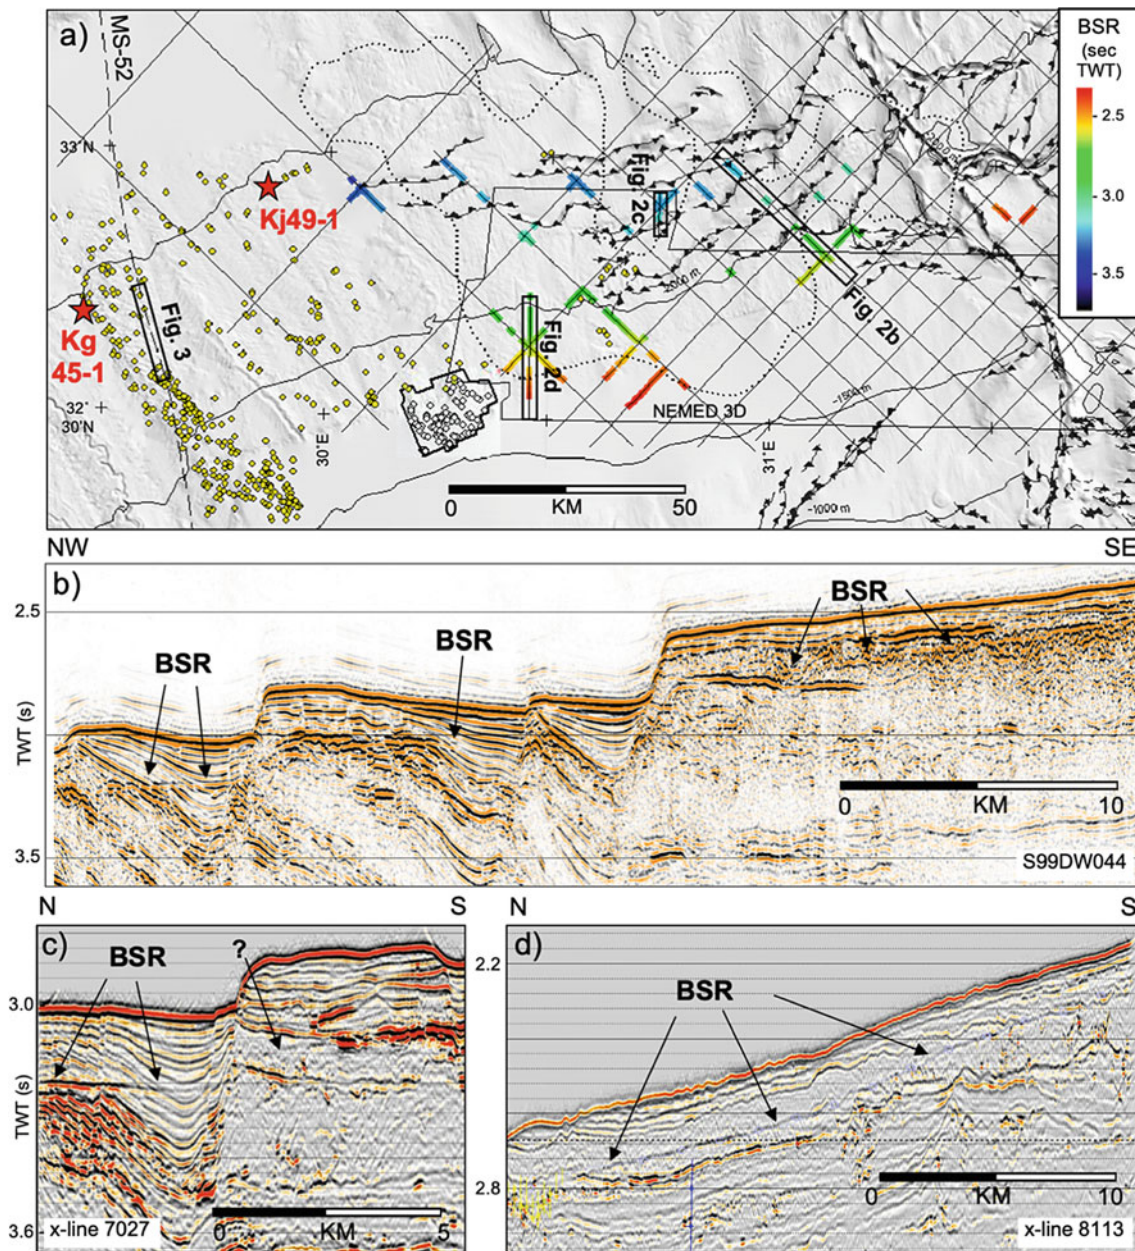 a)
MS-52
BSR
(sec
TWT)
2.5
3.0
3.5
33°N
Kj49-1
Kg
45-1
Fig. 3
Fig. 2c
Fig. 2b
Fig. 2d
-2000 m
-1500 m
-1000 m
NEMED 3D
32°
30°N
30°E
31°E
0 KM 50
NW SE
b)
2.5
BSR
BSR
BSR
TWT (s)
3.5
0 KM 10
S99DW044
N S
c)
BSR
?
3.0
TWT (s)
3.6
0 KM 5
x-line 7027
N S
d)
2.2
BSR
2.8
0 KM 10
x-line 8113